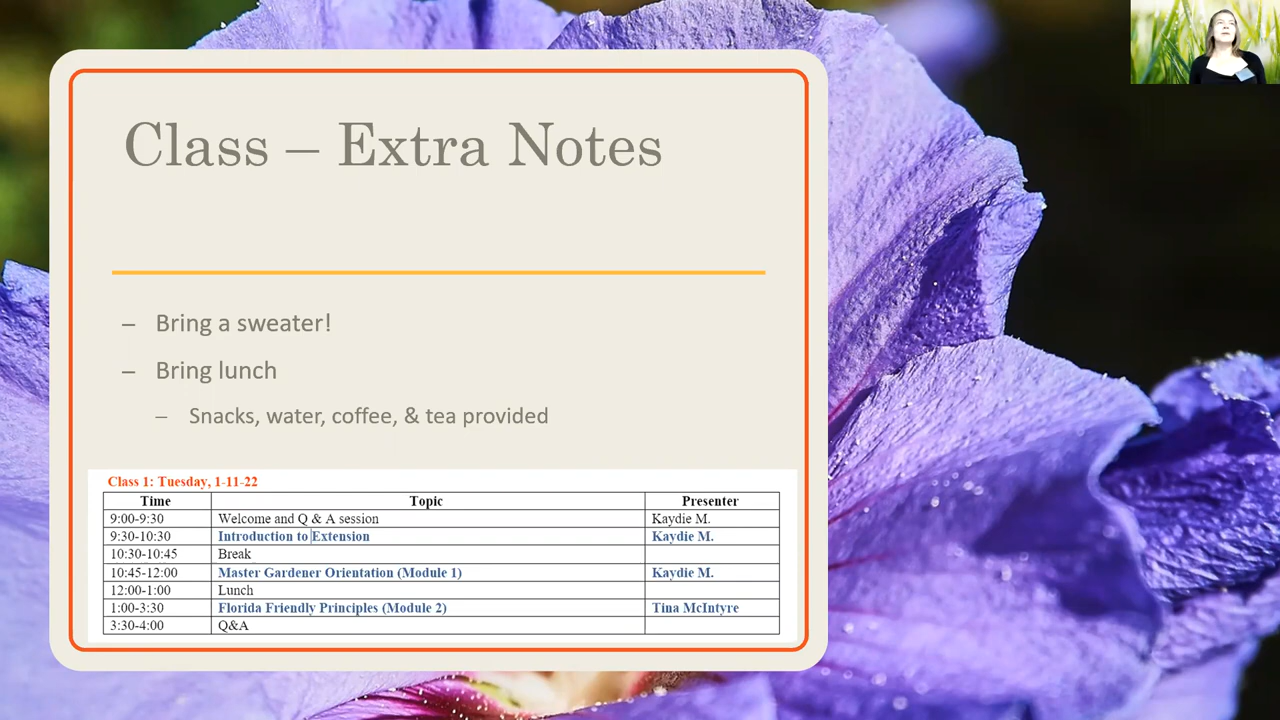 Class – Extra Notes
– Bring a sweater!
– Bring lunch
– Snacks, water, coffee, & tea provided
Class 1: Tuesday, 1-11-22
Time Topic Presenter
9:00-9:30 Welcome and Q & A session Kaydie M.
9:30-10:30 Introduction to Extension Kaydie M.
10:30-10:45 Break
10:45-12:00 Master Gardener Orientation (Module 1) Kaydie M.
12:00-1:00 Lunch
1:00-3:30 Florida Friendly Principles (Module 2) Tina McIntyre
3:30-4:00 Q&A